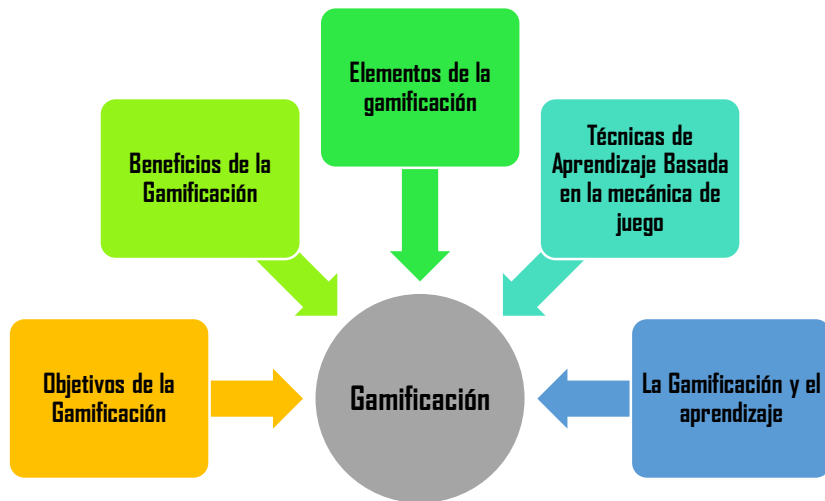 Elementos de la
gamificación
Beneficios de la
Gamificación
Técnicas de
Aprendizaje Basada
en la mecánica de
juego
Objetivos de la
Gamificación
Gamificación
La Gamificación y el
aprendizaje